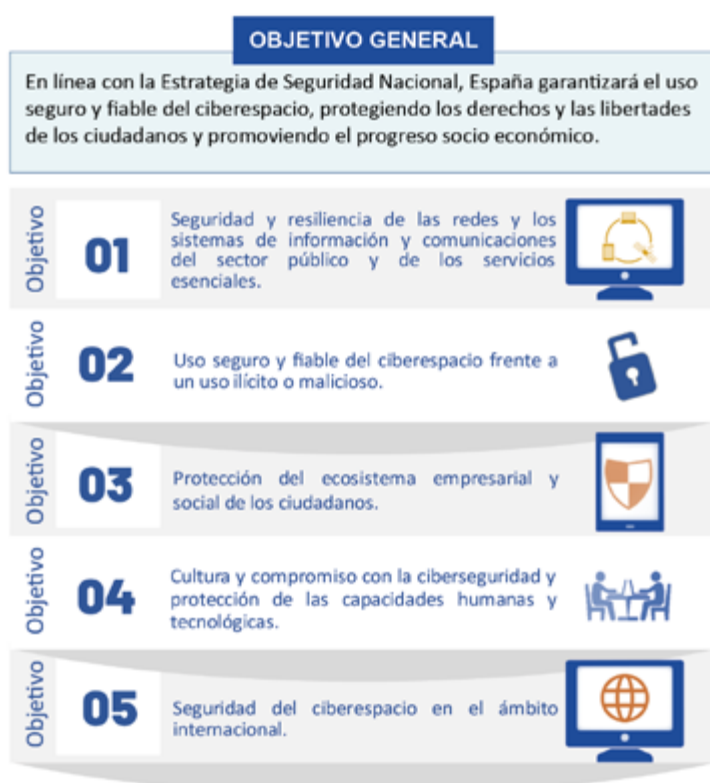 OBJETIVO GENERAL
En línea con la Estrategia de Seguridad Nacional, España garantizará el uso
seguro y fiable del ciberespacio, protegiendo los derechos y las libertades
de los ciudadanos y promoviendo el progreso socio económico.
Objetivo
01
Seguridad y resiliencia de las redes y los
sistemas de información y comunicaciones
del sector público y de los servicios
esenciales.
Objetivo
02
Uso seguro y fiable del ciberespacio frente a
un uso ilícito o malicioso.
Objetivo
03
Protección del ecosistema empresarial y
social de los ciudadanos.
Objetivo
04
Cultura y compromiso con la ciberseguridad y
protección de las capacidades humanas y
tecnológicas.
Objetivo
05
Seguridad del ciberespacio en el ámbito
internacional.